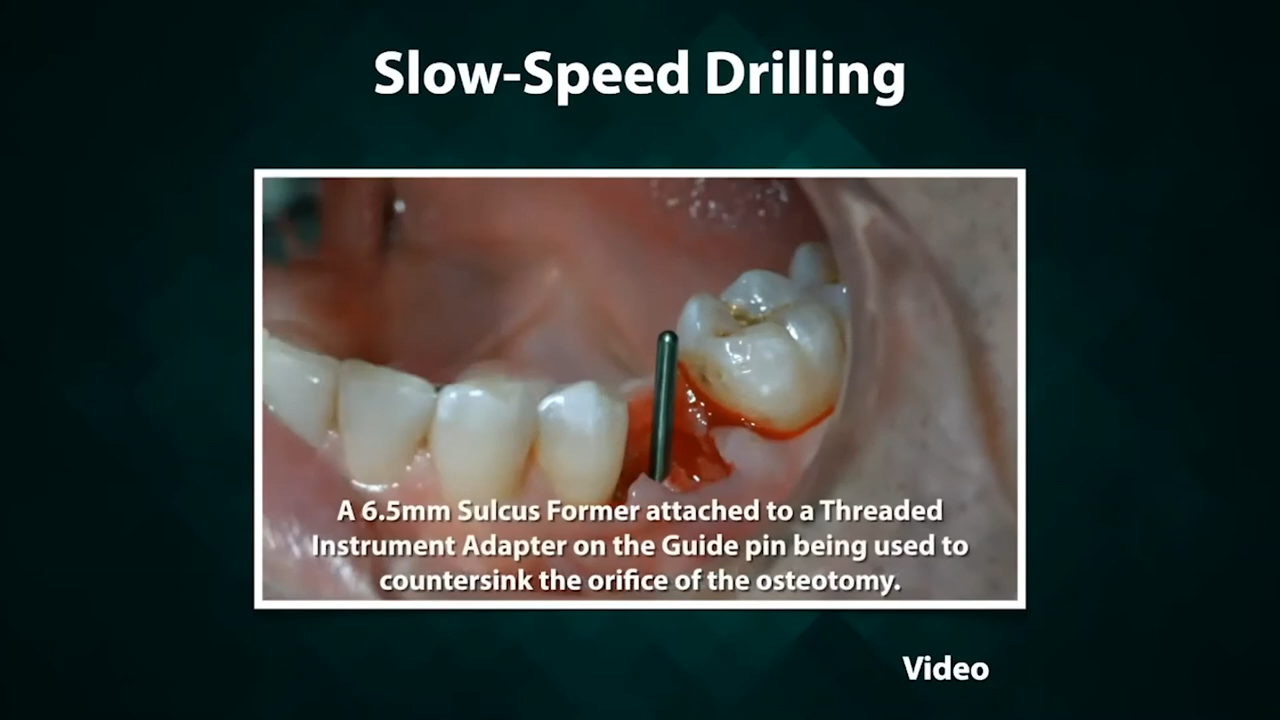 Slow-Speed Drilling
A 6.5mm Sulcus Former attached to a Threaded
Instrument Adapter on the Guide pin being used to
countersink the orifice of the osteotomy.
Video